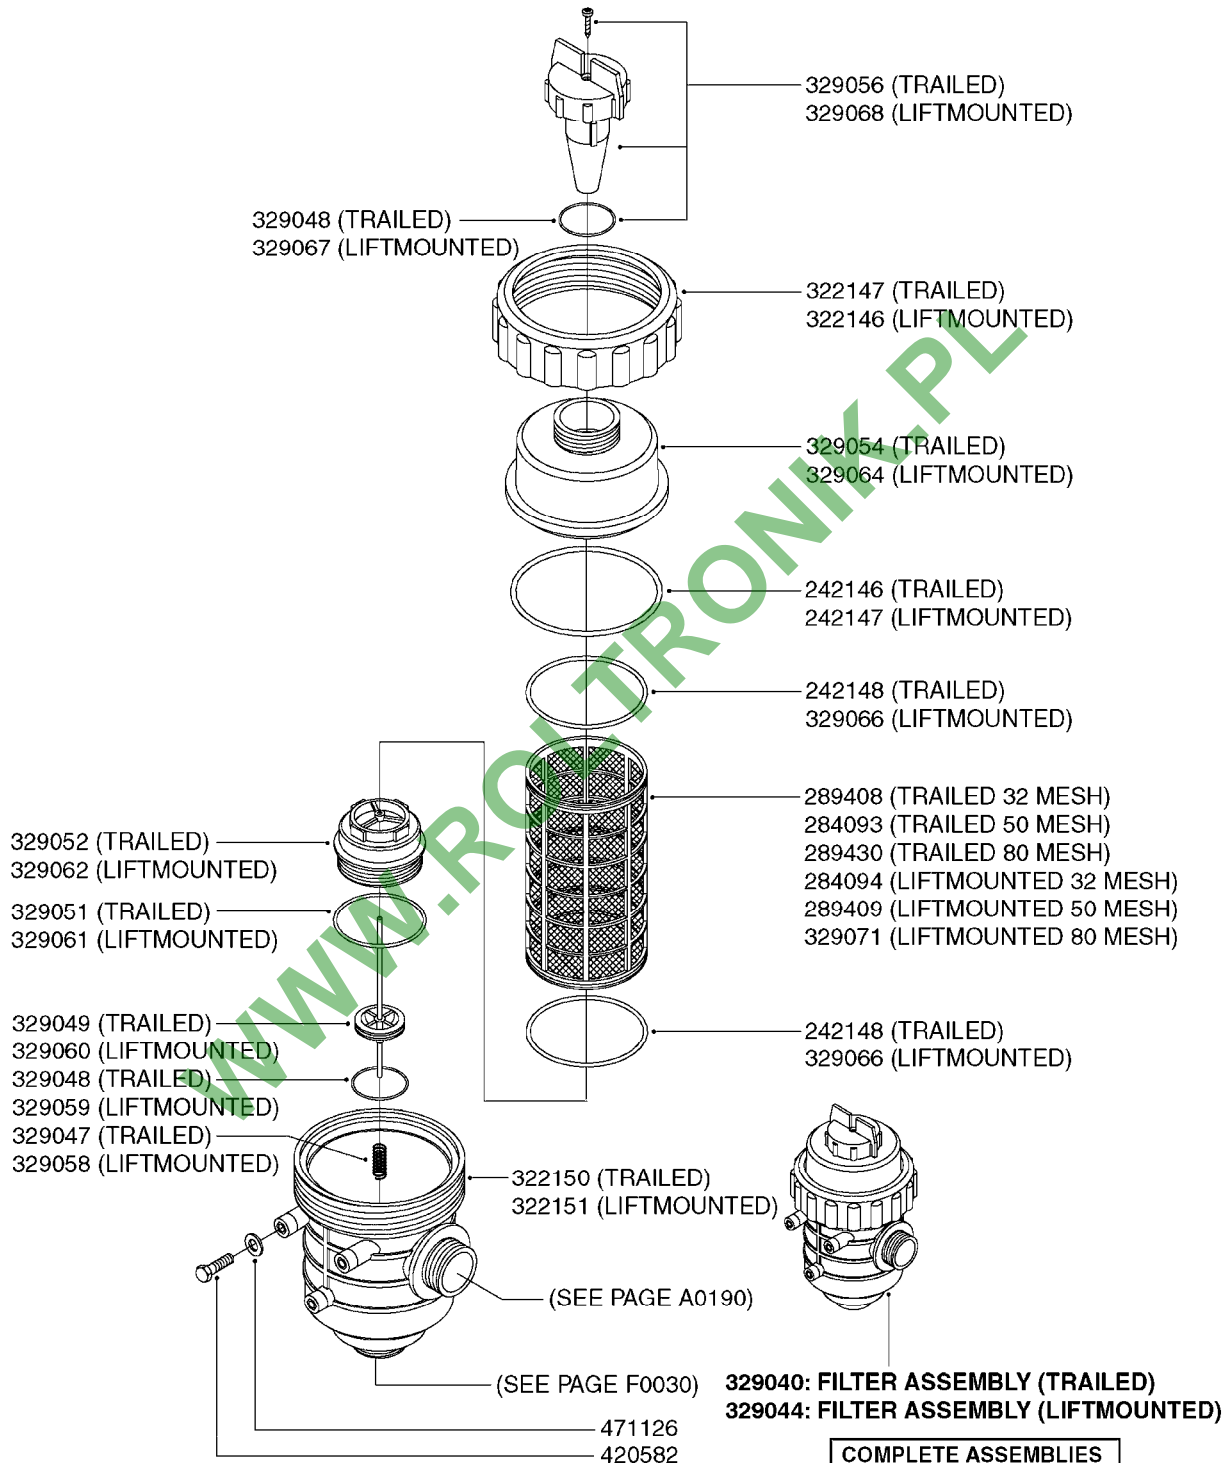 329056 (TRAILED)
329068 (LIFTMOUNTED)
329048 (TRAILED)
329067 (LIFTMOUNTED)
322147 (TRAILED)
322146 (LIFTMOUNTED)
329054 (TRAILED)
329064 (LIFTMOUNTED)
242146 (TRAILED)
242147 (LIFTMOUNTED)
242148 (TRAILED)
329066 (LIFTMOUNTED)
289408 (TRAILED 32 MESH)
284093 (TRAILED 50 MESH)
289430 (TRAILED 80 MESH)
284094 (LIFTMOUNTED 32 MESH)
289409 (LIFTMOUNTED 50 MESH)
329071 (LIFTMOUNTED 80 MESH)
329052 (TRAILED)
329062 (LIFTMOUNTED)
329051 (TRAILED)
329061 (LIFTMOUNTED)
329049 (TRAILED)
329060 (LIFTMOUNTED)
329048 (TRAILED)
329059 (LIFTMOUNTED)
329047 (TRAILED)
329058 (LIFTMOUNTED)
242148 (TRAILED)
329066 (LIFTMOUNTED)
322150 (TRAILED)
322151 (LIFTMOUNTED)
(SEE PAGE A0190)
(SEE PAGE F0030)
471126
420582
329040: FILTER ASSEMBLY (TRAILED)
329044: FILTER ASSEMBLY (LIFTMOUNTED)
COMPLETE ASSEMBLIES
WWW.ROLTRONIK.PL